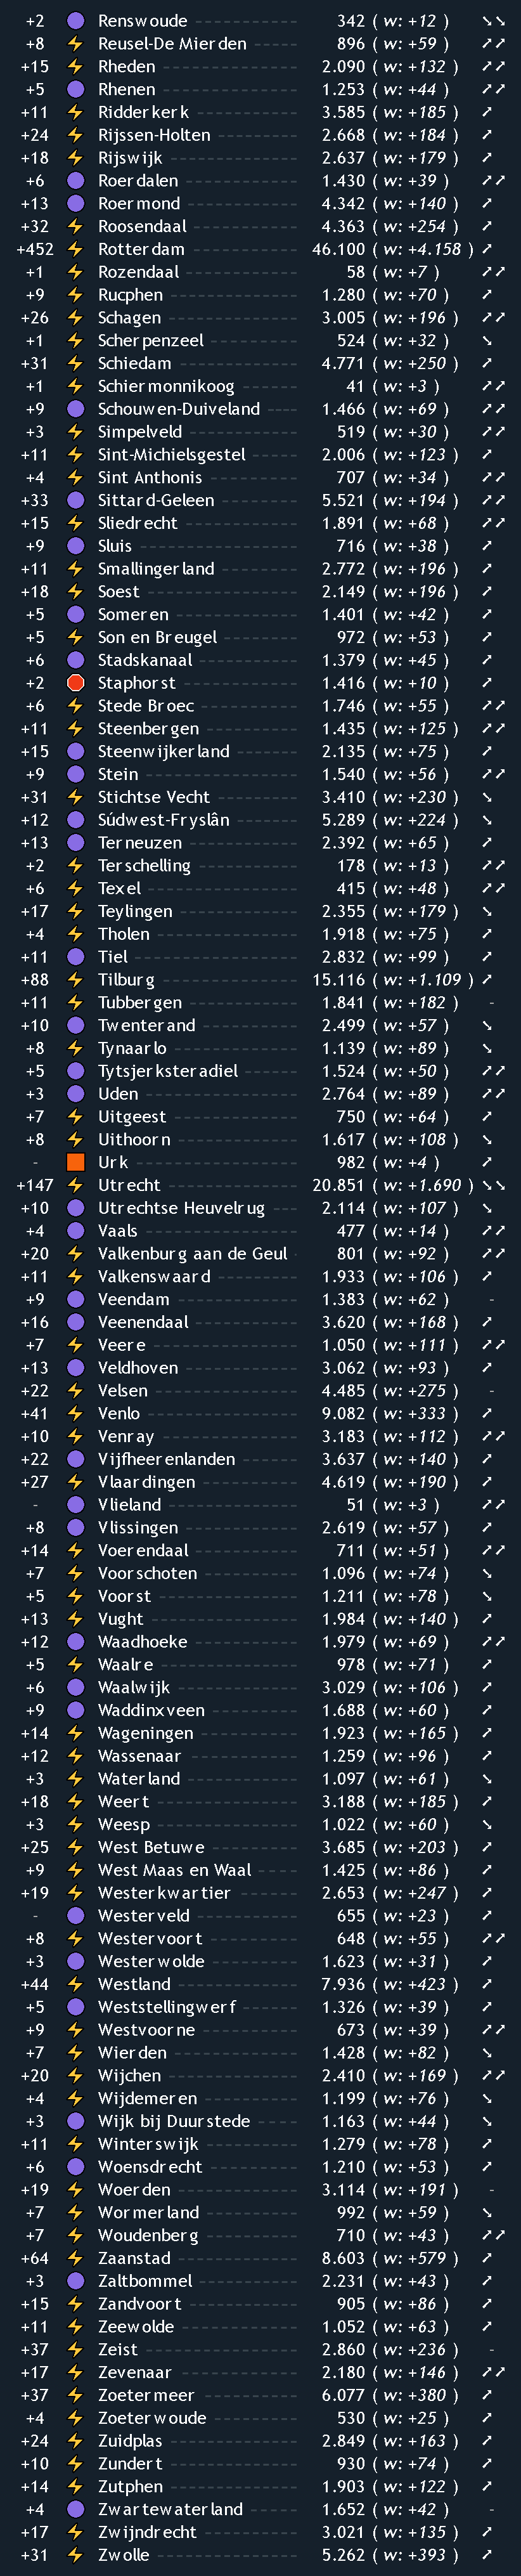 +2 Renswoude 342 ( w: +12 ) ↘↘
+8 Reusel-De Mierden 896 ( w: +59 ) ↗↗
+15 Rheden 2.090 ( w: +132 ) ↗↗
+5 Rhenen 1.253 ( w: +44 ) ↗↗
+11 Ridderkerk 3.585 ( w: +185 ) ↗
+24 Rijssen-Holten 2.668 ( w: +184 ) ↗
+18 Rijswijk 2.637 ( w: +179 ) ↗
+6 Roerdalen 1.430 ( w: +39 ) ↗↗
+13 Roermond 4.342 ( w: +140 ) ↗
+32 Roosendaal 4.363 ( w: +254 ) ↗
+452 Rotterdam 46.100 ( w: +4.158 ) ↗
+1 Rozendaal 58 ( w: +7 ) ↗↗
+9 Rucphen 1.280 ( w: +70 ) ↗
+26 Schagen 3.005 ( w: +196 ) ↗↗
+1 Scherpenzeel 524 ( w: +32 ) ↘
+31 Schiedam 4.771 ( w: +250 ) ↗
+1 Schiermonnikoog 41 ( w: +3 ) ↗↗
+9 Schouwen-Duiveland 1.466 ( w: +69 ) ↗↗
+3 Simpelveld 519 ( w: +30 ) ↗↗
+11 Sint-Michielsgestel 2.006 ( w: +123 ) ↗
+4 Sint Anthonis 707 ( w: +34 ) ↗↗
+33 Sittard-Geleen 5.521 ( w: +194 ) ↗↗
+15 Sliedrecht 1.891 ( w: +68 ) ↗↗
+9 Sluis 716 ( w: +38 ) ↗
+11 Smallingerland 2.772 ( w: +196 ) ↗
+18 Soest 2.149 ( w: +196 ) ↗
+5 Someren 1.401 ( w: +42 ) ↗
+5 Son en Breugel 972 ( w: +53 ) ↗
+6 Stadskanaal 1.379 ( w: +45 ) ↗
+2 Staphorst 1.416 ( w: +10 ) ↗
+6 Stede Broec 1.746 ( w: +55 ) ↗↗
+11 Steenbergen 1.435 ( w: +125 ) ↗↗
+15 Steenwijkerland 2.135 ( w: +75 ) ↗
+9 Stein 1.540 ( w: +56 ) ↗↗
+31 Stichtse Vecht 3.410 ( w: +230 ) ↘
+12 Súdwest-Fryslân 5.289 ( w: +224 ) ↘
+13 Terneuzen 2.392 ( w: +65 ) ↗
+2 Terschelling 178 ( w: +13 ) ↗↗
+6 Texel 415 ( w: +48 ) ↗↗
+17 Teylingen 2.355 ( w: +179 ) ↘
+4 Tholen 1.918 ( w: +75 ) ↗
+11 Tiel 2.832 ( w: +99 ) ↗
+88 Tilburg 15.116 ( w: +1.109 ) ↗
+11 Tubbergen 1.841 ( w: +182 ) -
+10 Twenterand 2.499 ( w: +57 ) ↘
+8 Tynaarlo 1.139 ( w: +89 ) ↘
+5 Tytsjerksteradiel 1.524 ( w: +50 ) ↗↗
+3 Uden 2.764 ( w: +89 ) ↗↗
+7 Uitgeest 750 ( w: +64 ) ↗
+8 Uithoorn 1.617 ( w: +108 ) ↘
- Urk 982 ( w: +4 ) ↗
+147 Utrecht 20.851 ( w: +1.690 ) ↘↘
+10 Utrechtse Heuvelrug 2.114 ( w: +107 ) ↘
+4 Vaals 477 ( w: +14 ) ↗↗
+20 Valkenburg aan de Geul 801 ( w: +92 ) ↗↗
+11 Valkenswaard 1.933 ( w: +106 ) ↗
+9 Veendam 1.383 ( w: +62 ) -
+16 Veenendaal 3.620 ( w: +168 ) ↗
+7 Veere 1.050 ( w: +111 ) ↗↗
+13 Veldhoven 3.062 ( w: +93 ) ↗
+22 Velsen 4.485 ( w: +275 ) -
+41 Venlo 9.082 ( w: +333 ) ↗
+10 Venray 3.183 ( w: +112 ) ↗↗
+22 Vijfheerenlanden 3.637 ( w: +140 ) ↗
+27 Vlaardingen 4.619 ( w: +190 ) ↗
- Vlieland 51 ( w: +3 ) ↗↗
+8 Vlissingen 2.619 ( w: +57 ) ↗
+14 Voerendaal 711 ( w: +51 ) ↗↗
+7 Voorschoten 1.096 ( w: +74 ) ↘
+5 Voorst 1.211 ( w: +78 ) ↘
+13 Vught 1.984 ( w: +140 ) ↗
+12 Waadhoeke 1.979 ( w: +69 ) ↗↗
+5 Waalre 978 ( w: +71 ) ↗
+6 Waalwijk 3.029 ( w: +106 ) ↗
+9 Waddinxveen 1.688 ( w: +60 ) ↗
+14 Wageningen 1.923 ( w: +165 ) ↗
+12 Wassenaar 1.259 ( w: +96 ) ↗
+3 Waterland 1.097 ( w: +61 ) ↘
+18 Weert 3.188 ( w: +185 ) ↗
+3 Weesp 1.022 ( w: +60 ) ↘
+25 West Betuwe 3.685 ( w: +203 ) ↗
+9 West Maas en Waal 1.425 ( w: +86 ) ↗
+19 Westerkwartier 2.653 ( w: +247 ) ↗
- Westerveld 655 ( w: +23 ) ↗
+8 Westervoort 648 ( w: +55 ) ↗↗
+3 Westerwolde 1.623 ( w: +31 ) ↗
+44 Westland 7.936 ( w: +423 ) ↗
+5 Weststellingwerf 1.326 ( w: +39 ) ↗
+9 Westvoorne 673 ( w: +39 ) ↗↗
+7 Wierden 1.428 ( w: +82 ) ↘
+20 Wijchen 2.410 ( w: +169 ) ↗↗
+4 Wijdemeren 1.199 ( w: +76 ) ↘
+3 Wijk bij Duurstede 1.163 ( w: +44 ) ↘
+11 Winterswijk 1.279 ( w: +78 ) ↗
+6 Woensdrecht 1.210 ( w: +53 ) ↗
+19 Woerden 3.114 ( w: +191 ) -
+7 Wormerland 992 ( w: +59 ) ↘
+7 Woudenberg 710 ( w: +43 ) ↗↗
+64 Zaanstad 8.603 ( w: +579 ) ↗
+3 Zaltbommel 2.231 ( w: +43 ) ↗
+15 Zandvoort 905 ( w: +86 ) ↗
+11 Zeewolde 1.052 ( w: +63 ) ↗
+37 Zeist 2.860 ( w: +236 ) -
+17 Zevenaar 2.180 ( w: +146 ) ↗↗
+37 Zoetermeer 6.077 ( w: +380 ) ↗
+4 Zoeterwoude 530 ( w: +25 ) ↗
+24 Zuidplas 2.849 ( w: +163 ) ↗
+10 Zundert 930 ( w: +74 ) ↗
+14 Zutphen 1.903 ( w: +122 ) ↗
+4 Zwartewaterland 1.652 ( w: +42 ) -
+17 Zwijndrecht 3.021 ( w: +135 ) ↗
+31 Zwolle 5.262 ( w: +393 ) ↗